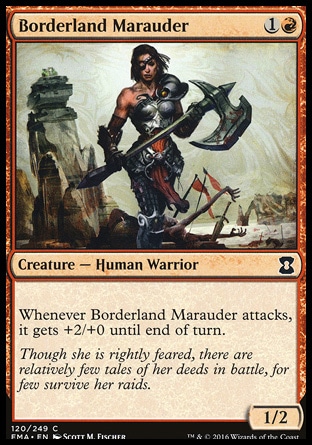 Borderland Marauder 1
Creature — Human Warrior
Whenever Borderland Marauder attacks,
it gets +2/+0 until end of turn.
Though she is rightly feared, there are
relatively few tales of her deeds in battle, for
few survive her raids.
1/2
120/249 C
EMA • EN Scott M. Fischer
™ & © 2016 Wizards of the Coast